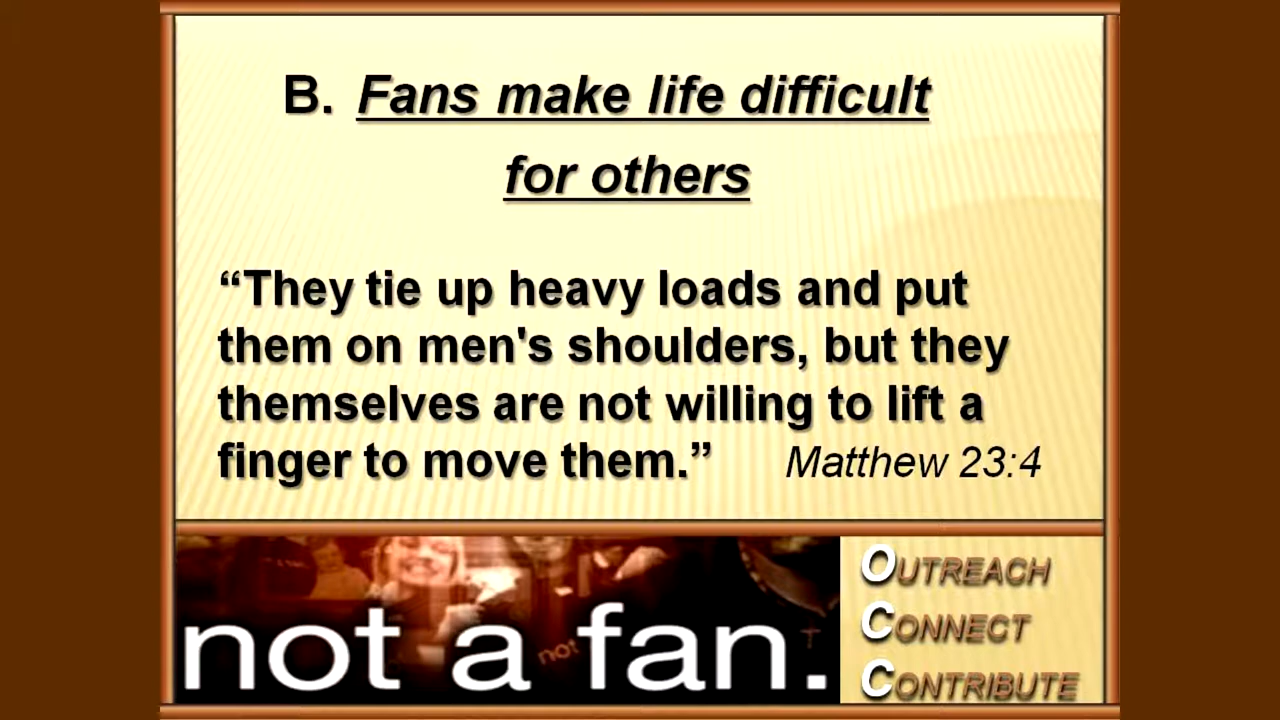 B. Fans make life difficult
for others
“They tie up heavy loads and put
them on men's shoulders, but they
themselves are not willing to lift a
finger to move them.” Matthew 23:4
not a fan.
not
OUTREACH
CONNECT
CONTRIBUTE